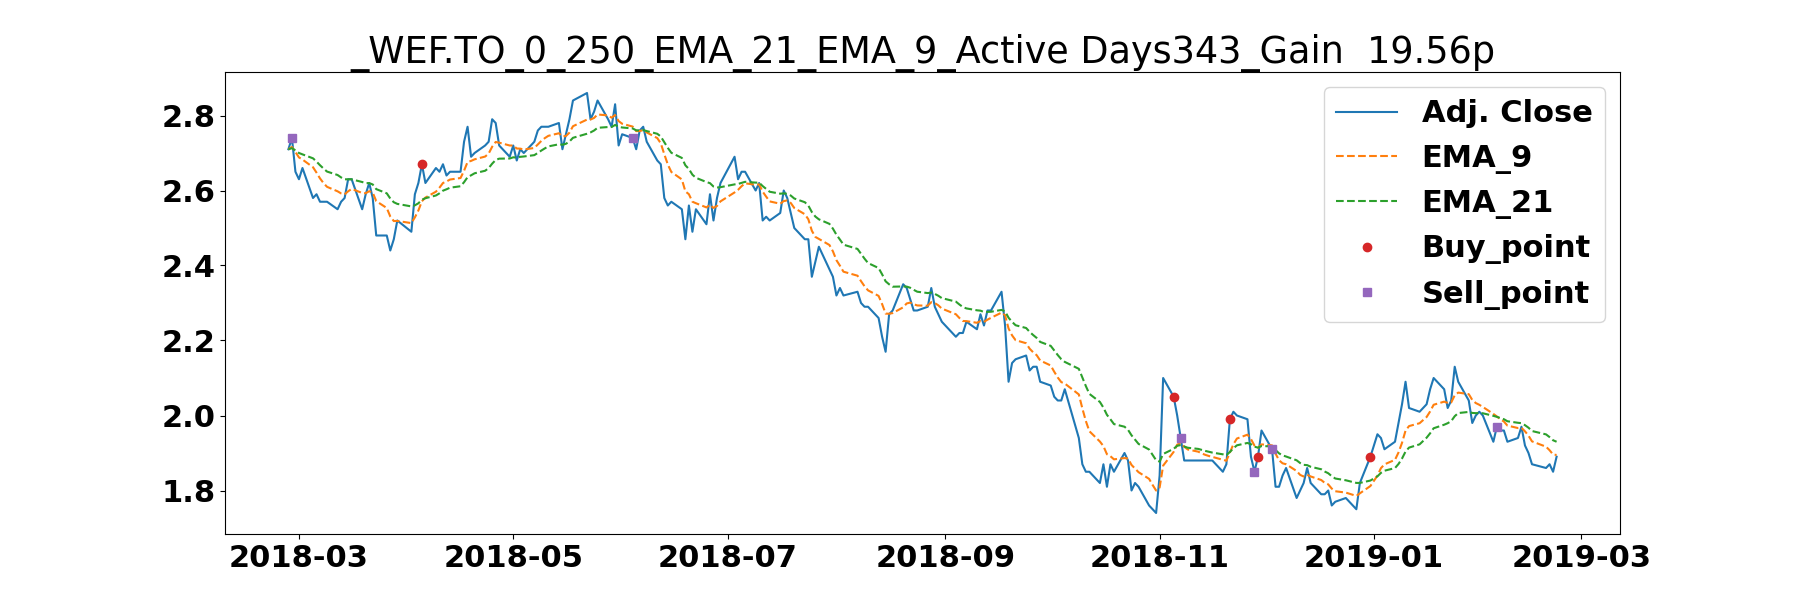 _WEF.TO_0_250_EMA_21_EMA_9_Active Days343_Gain  19.56p
Adj. Close
EMA_9
EMA_21
Buy_point
Sell_point
2.8
2.6
2.4
2.2
2.0
1.8
2018-03 2018-05 2018-07 2018-09 2018-11 2019-01 2019-03